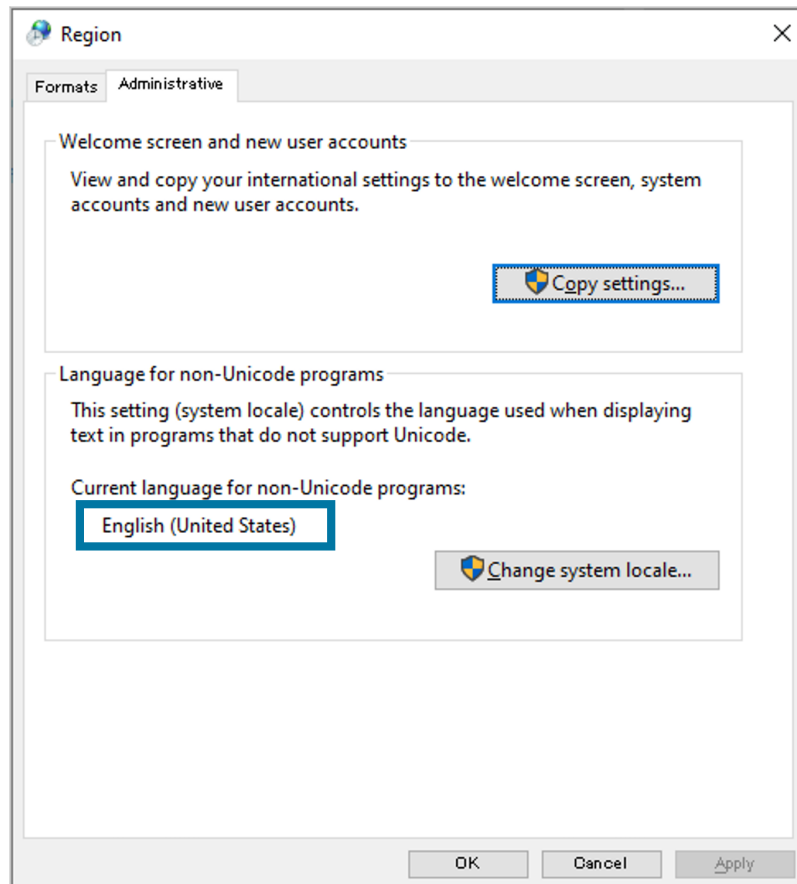 Region
Formats
Administrative
Welcome screen and new user accounts
View and copy your international settings to the welcome screen, system
accounts and new user accounts.
Copy settings...
Language for non-Unicode programs
This setting (system locale) controls the language used when displaying
text in programs that do not support Unicode.
Current language for non-Unicode programs:
English (United States)
Change system locale...
OK
Cancel
Apply